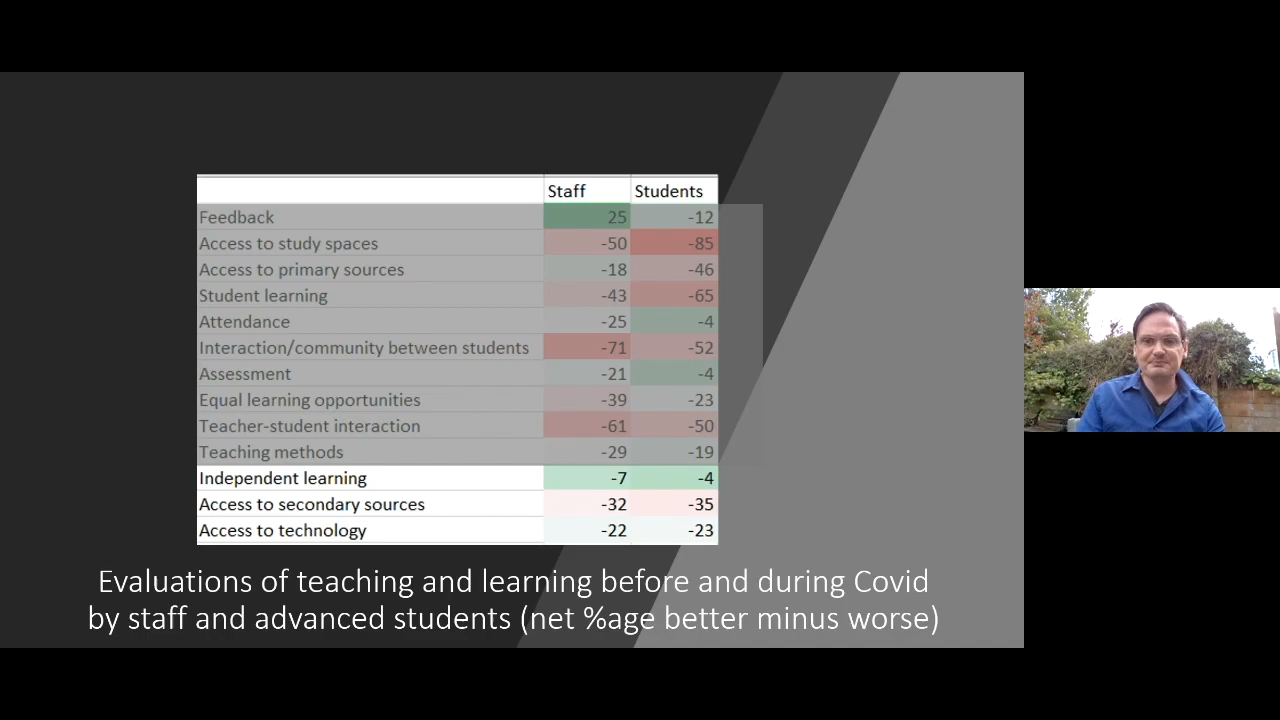 Staff Students
Feedback 25 -12
Access to study spaces -50 -85
Access to primary sources -18 -46
Student learning -43 -65
Attendance -25 -4
Interaction/community between students -71 -52
Assessment -21 -4
Equal learning opportunities -39 -23
Teacher-student interaction -61 -50
Teaching methods -29 -19
Independent learning -7 -4
Access to secondary sources -32 -35
Access to technology -22 -23
Evaluations of teaching and learning before and during Covid
by staff and advanced students (net %age better minus worse)